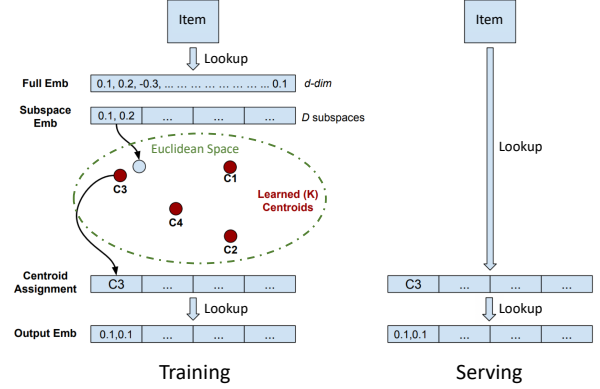 Item
Lookup
Full Emb
0.1, 0.2, -0.3, ... ... ... ... ... ... ... ... ... 0.1
d-dim
Subspace
Emb
0.1, 0.2
...
...
...
D subspaces
Euclidean Space
C1
C3
Learned (K)
Centroids
C4
C2
Centroid
Assignment
C3
...
...
...
Lookup
Output Emb
0.1,0.1
...
...
...
Training
Item
Lookup
C3
...
...
...
Lookup
0.1,0.1
...
...
...
Serving